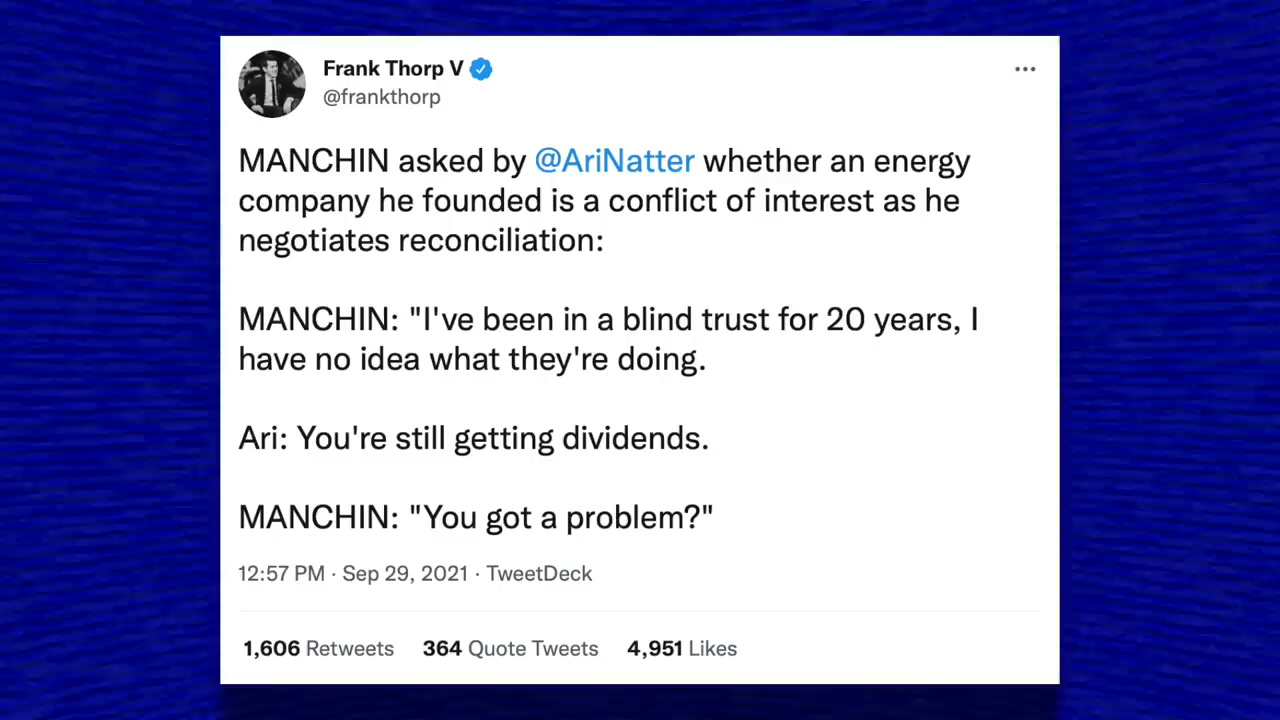 Frank Thorp V
@frankthorp
MANCHIN asked by @AriNatter whether an energy
company he founded is a conflict of interest as he
negotiates reconciliation:
MANCHIN: "I've been in a blind trust for 20 years, I
have no idea what they're doing.
Ari: You're still getting dividends.
MANCHIN: "You got a problem?"
12:57 PM · Sep 29, 2021 · TweetDeck
1,606 Retweets 364 Quote Tweets 4,951 Likes